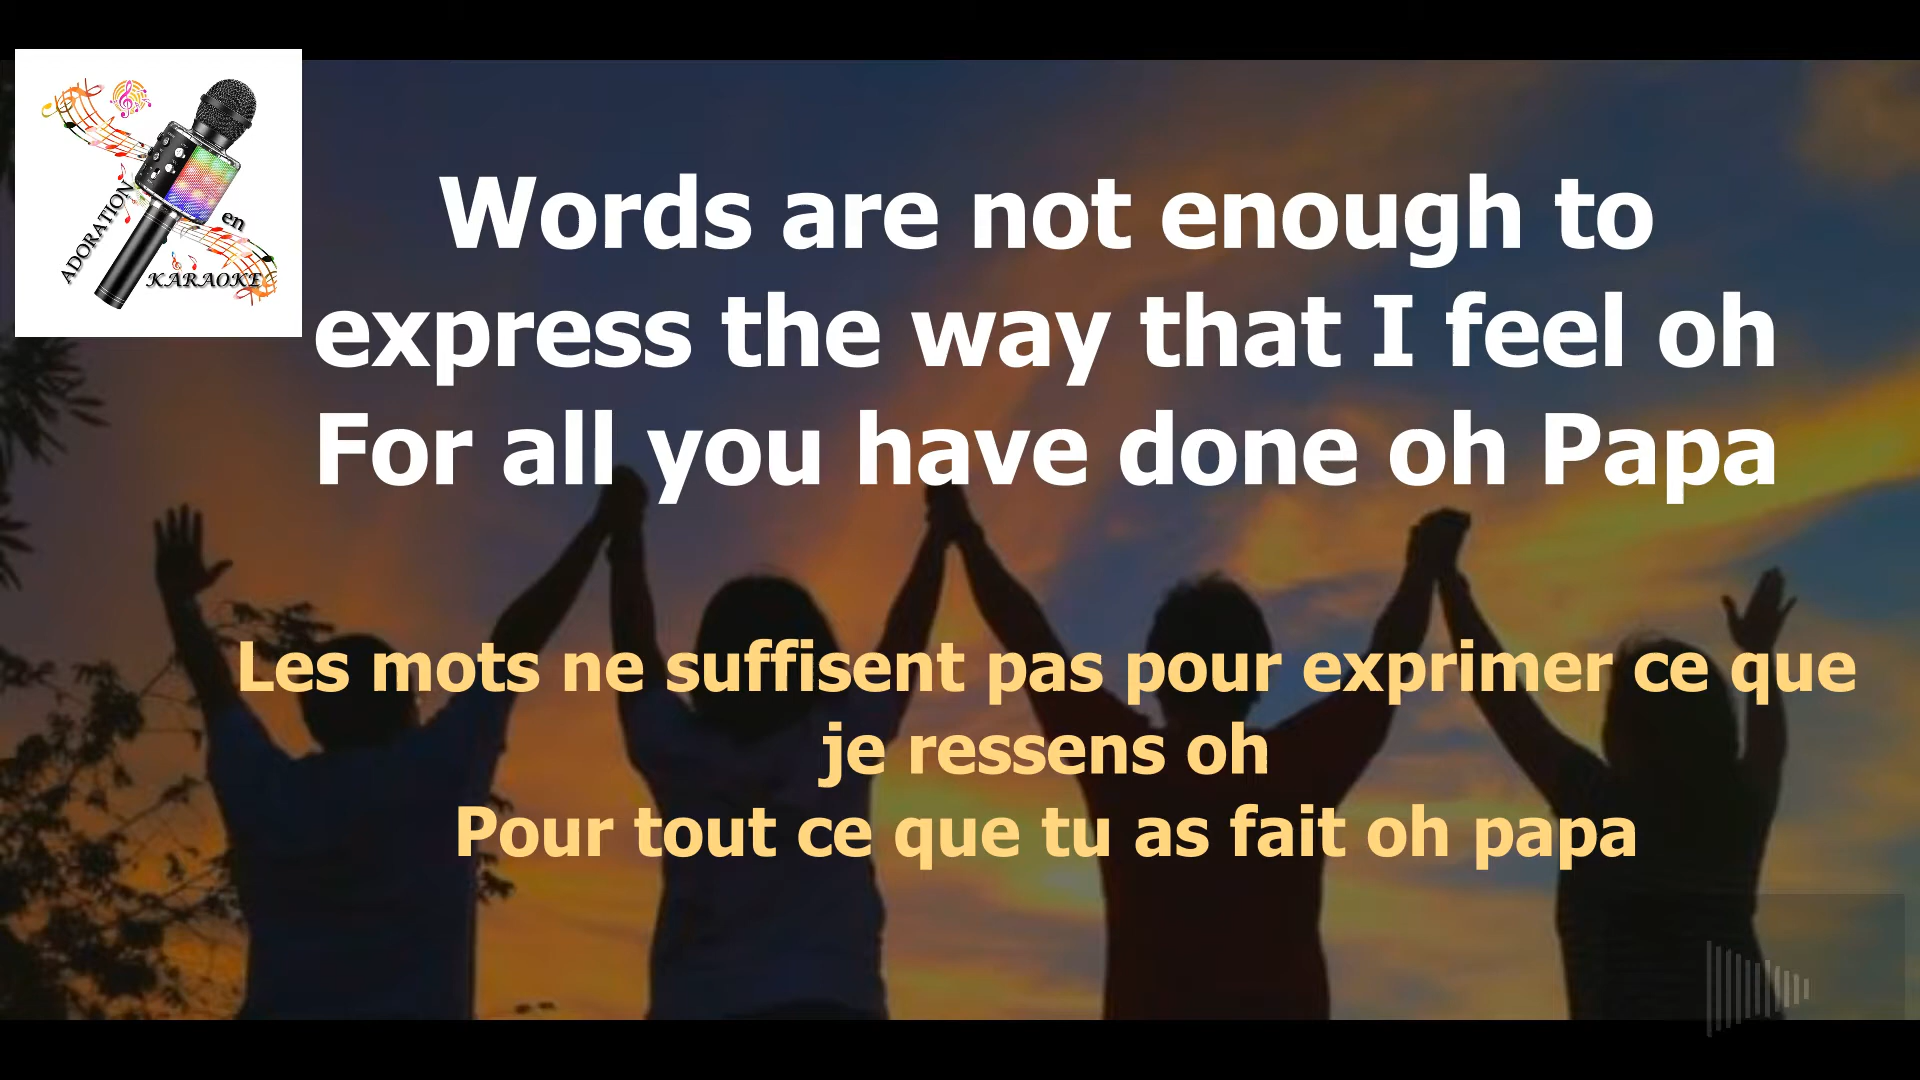 ADORATION
en
KARAOKE
Words are not enough to
express the way that I feel oh
For all you have done oh Papa
Les mots ne suffisent pas pour exprimer ce que
je ressens oh
Pour tout ce que tu as fait oh papa